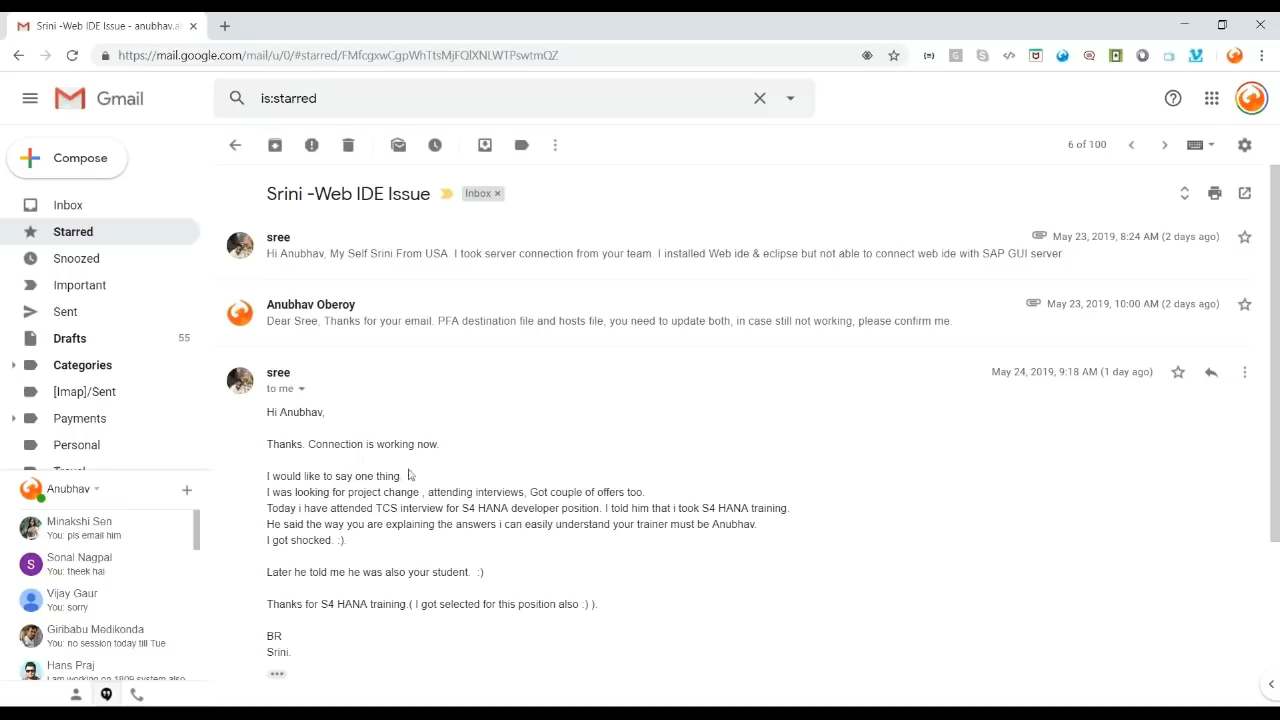 Srini -Web IDE Issue - anubhav.a
https://mail.google.com/mail/u/0/#starred/FMfcgxwCgpWhTtsMjFQlXNLWTPswtmQZ
Gmail
is:starred
Compose
6 of 100
Inbox
Starred
Snoozed
Important
Sent
Drafts 55
Categories
[Imap]/Sent
Payments
Personal
Anubhav
Minakshi Sen
You: pls email him
Sonal Nagpal
S
You: theek hai
Vijay Gaur
You: sorry
Giribabu Medikonda
You: no session today till Tue
Hans Praj
I am working on 1809 system also
Srini -Web IDE Issue Inbox ×
sree May 23, 2019, 8:24 AM (2 days ago)
Hi Anubhav, My Self Srini From USA. I took server connection from your team. I installed Web ide & eclipse but not able to connect web ide with SAP GUI server
Anubhav Oberoy May 23, 2019, 10:00 AM (2 days ago)
Dear Sree, Thanks for your email. PFA destination file and hosts file, you need to update both, in case still not working, please confirm me.
sree May 24, 2019, 9:18 AM (1 day ago)
to me
Hi Anubhav,
Thanks. Connection is working now.
I would like to say one thing.
I was looking for project change , attending interviews, Got couple of offers too.
Today i have attended TCS interview for S4 HANA developer position. I told him that i took S4 HANA training.
He said the way you are explaining the answers i can easily understand your trainer must be Anubhav.
I got shocked. :).
Later he told me he was also your student. :)
Thanks for S4 HANA training.( I got selected for this position also :) ).
BR
Srini.